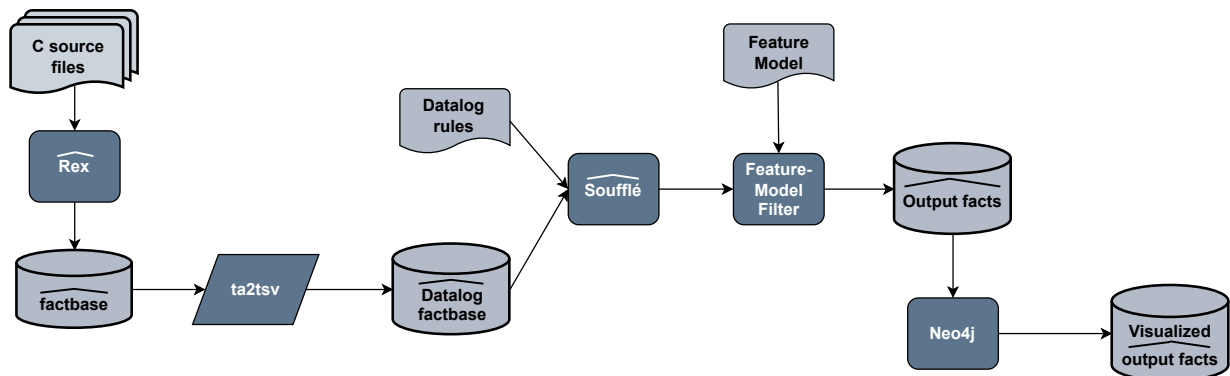 C source
files
Rex
factbase
ta2tsv
Datalog
rules
Datalog
factbase
Soufflé
Feature
Model
Feature-
Model
Filter
Output facts
Neo4j
Visualized
output facts